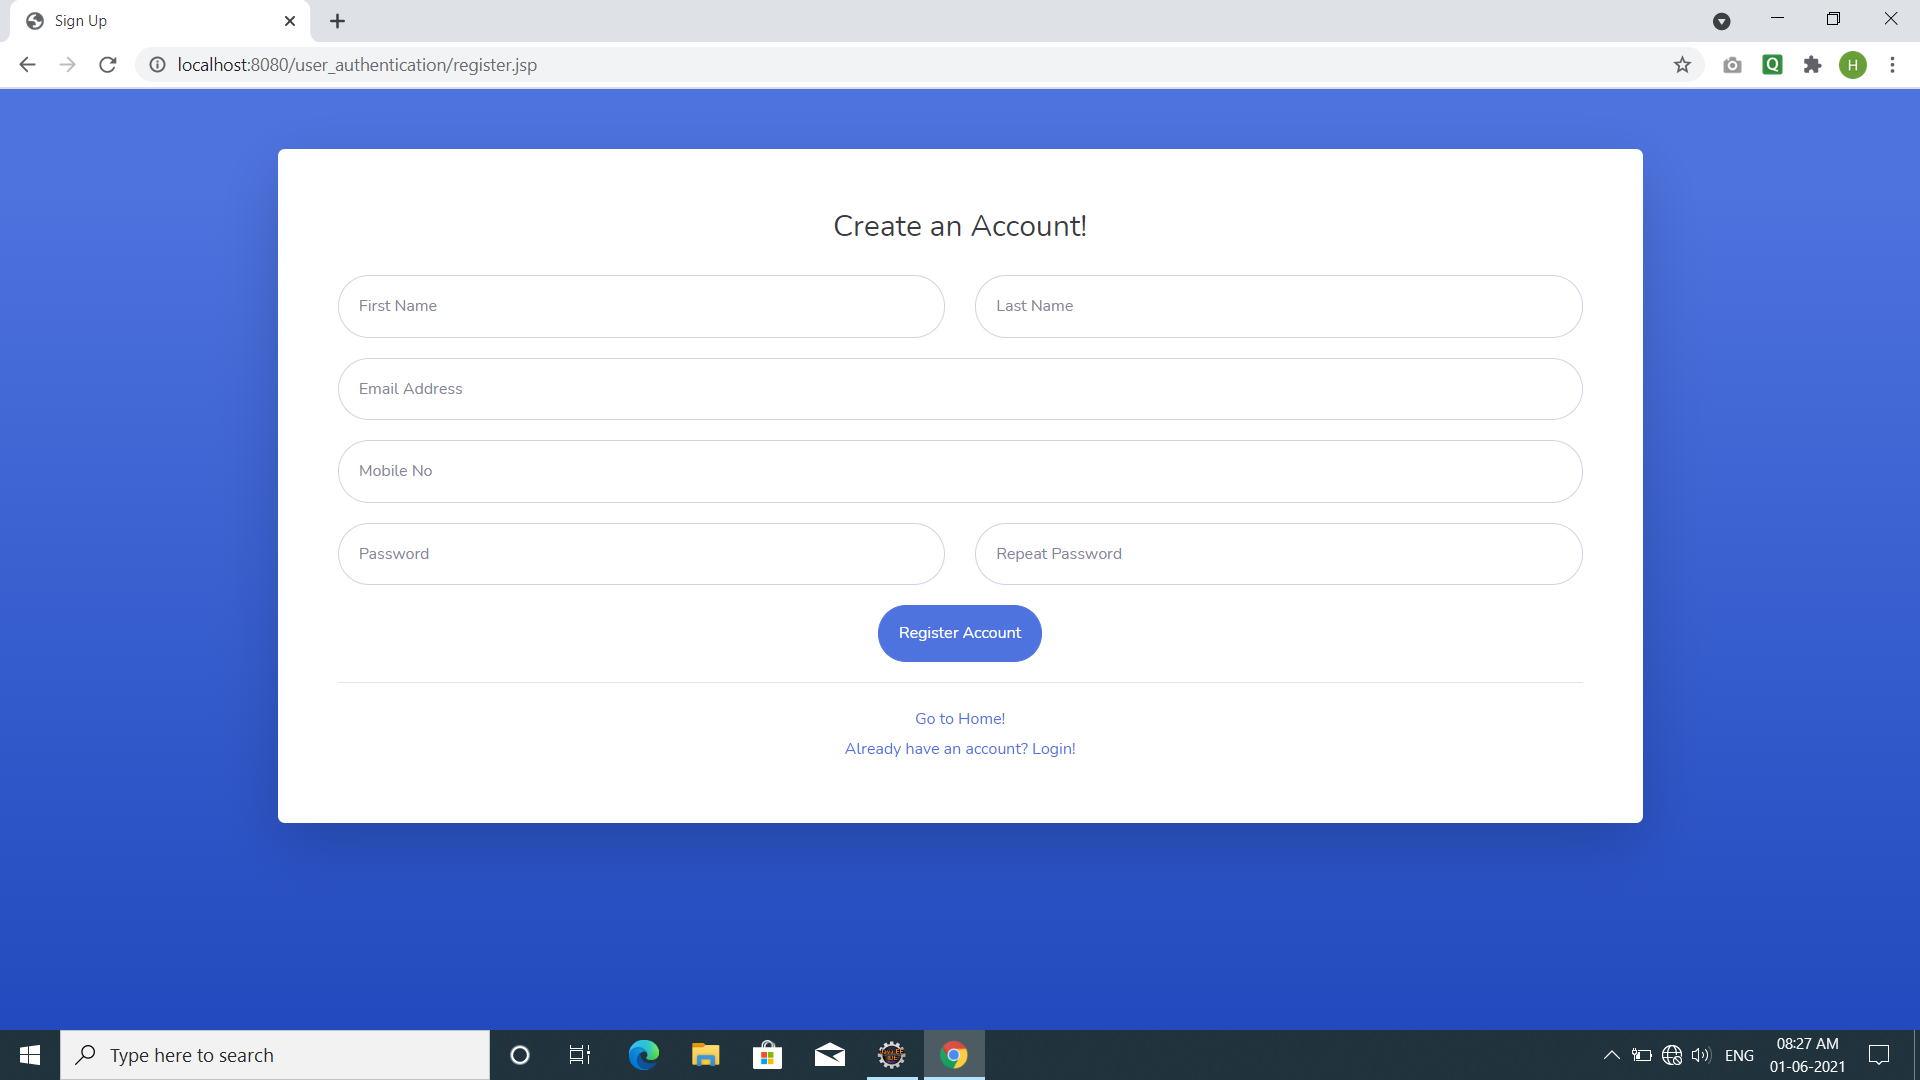 Sign Up
localhost:8080/user_authentication/register.jsp
Q
H
Create an Account!
First Name
Last Name
Email Address
Mobile No
Password
Repeat Password
Register Account
Go to Home!
Already have an account? Login!
Type here to search
ENG
08:27 AM
01-06-2021